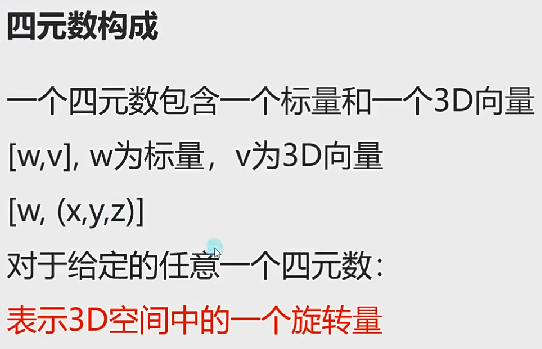 四元数构成
一个四元数包含一个标量和一个3D向量
[w,v], w为标量，v为3D向量
[w, (x,y,z)]
对于给定的任意一个四元数：
表示3D空间中的一个旋转量